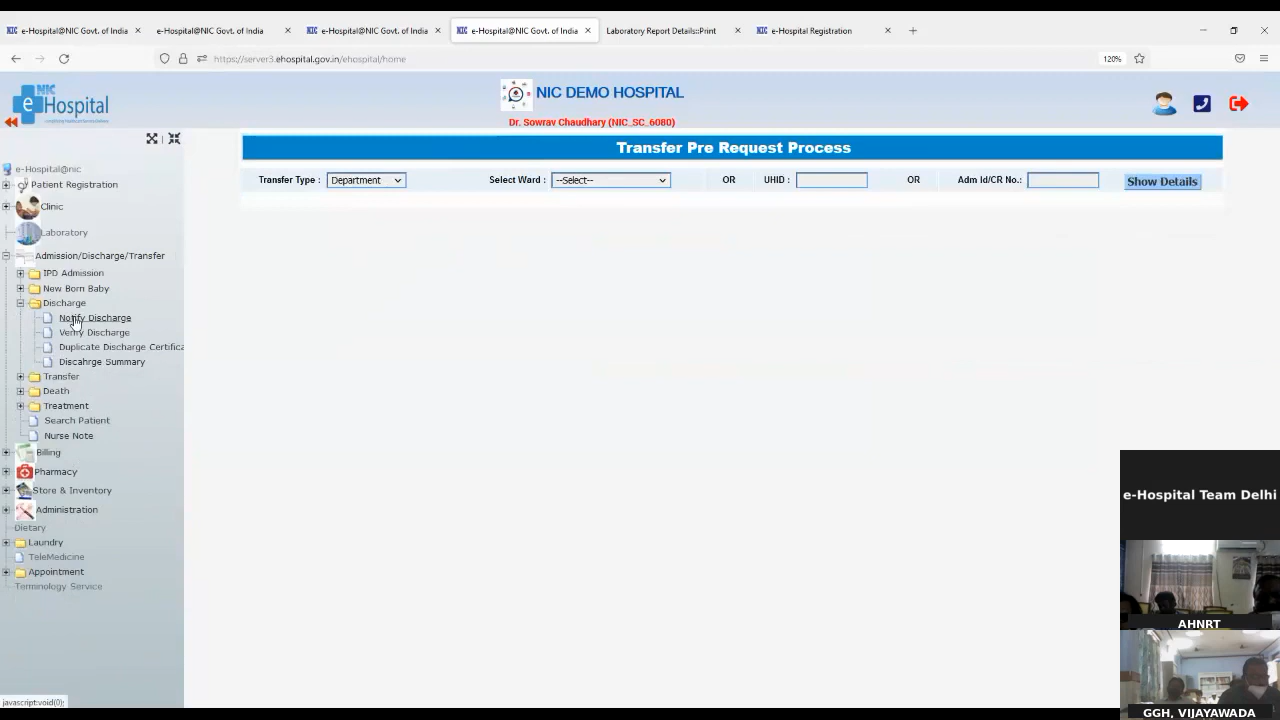 e-Hospital@NIC Govt. of India
e-Hospital@NIC Govt. of India
e-Hospital@NIC Govt. of India
e-Hospital@NIC Govt. of India
Laboratory Report Details::Print
e-Hospital Registration
https://server3.ehospital.gov.in/ehospital/home
120%
NIC
eHospital
NIC DEMO HOSPITAL
Dr. Sowrav Chaudhary (NIC_SC_6080)
Transfer Pre Request Process
Transfer Type : Department Select Ward : --Select-- OR UHID : OR Adm Id/CR No.: Show Details
e-Hospital@nic
Patient Registration
Clinic
Laboratory
Admission/Discharge/Transfer
IPD Admission
New Born Baby
Discharge
Notify Discharge
Verify Discharge
Duplicate Discharge Certifica
Discahrge Summary
Transfer
Death
Treatment
Search Patient
Nurse Note
Billing
Pharmacy
Store & Inventory
Administration
Dietary
Laundry
TeleMedicine
Appointment
Terminology Service
javascript:void(0);
e-Hospital Team Delhi
AHNRT
GGH, VIJAYAWADA